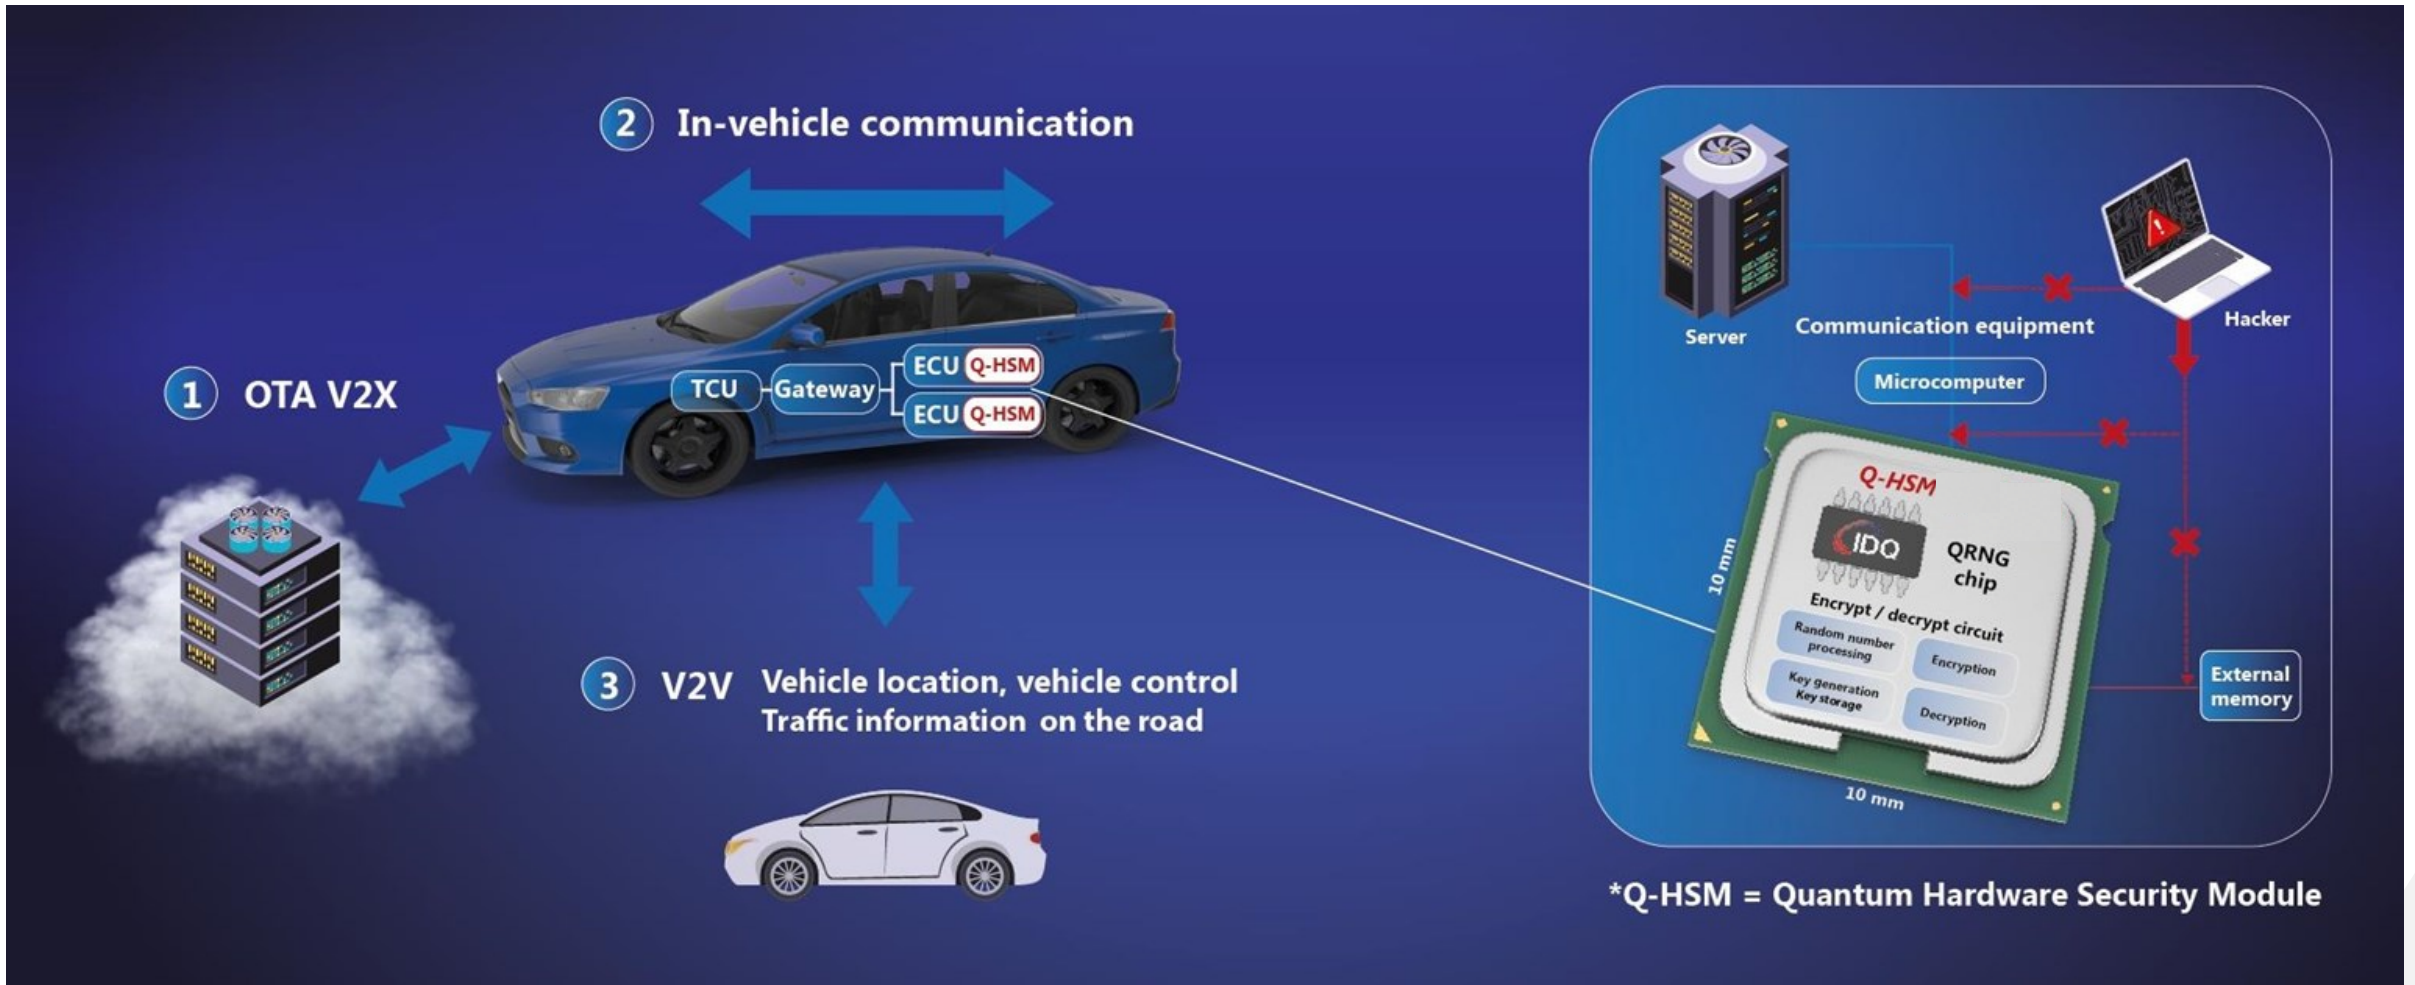 2 In-vehicle communication
1 OTA V2X
TCU Gateway ECU Q-HSM
ECU Q-HSM
3 V2V Vehicle location, vehicle control
Traffic information on the road
Server
Hacker
Communication equipment
Microcomputer
Q-HSM
IDQ
QRNG
chip
Encrypt / decrypt circuit
Random number
processing
Encryption
Key generation
Key storage
Decryption
10 mm
10 mm
External
memory
*Q-HSM = Quantum Hardware Security Module